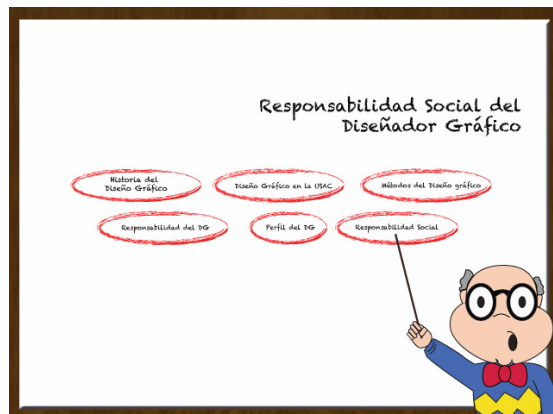 Responsabilidad Social del
Diseñador Gráfico
Historia del
Diseño Gráfico
Diseño Gráfico en la USAC
Métodos del Diseño gráfico
Responsabilidad del DG
Perfil del DG
Responsabilidad Social